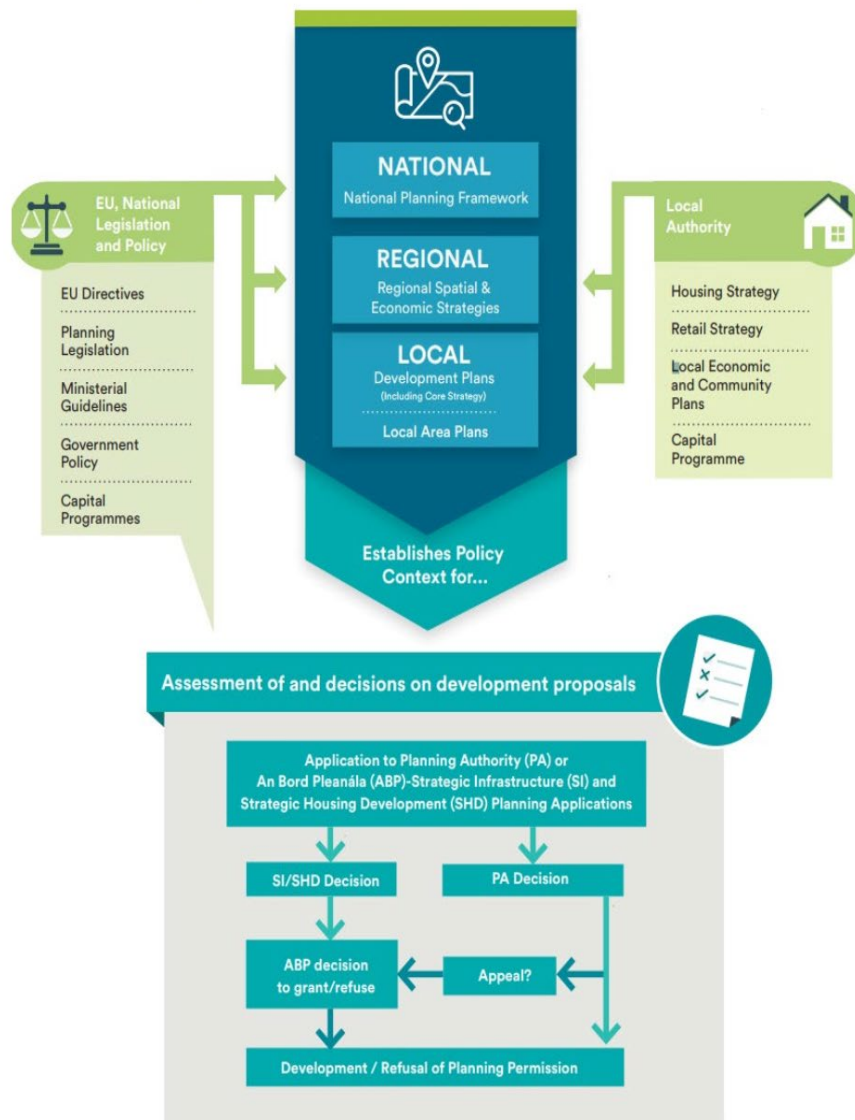 NATIONAL
National Planning Framework
REGIONAL
Regional Spatial &
Economic Strategies
LOCAL
Development Plans
(Including Core Strategy)
Local Area Plans
EU, National
Legislation
and Policy
EU Directives
Planning
Legislation
Ministerial
Guidelines
Government
Policy
Capital
Programmes
Local
Authority
Housing Strategy
Retail Strategy
Local Economic
and Community
Plans
Capital
Programme
Establishes Policy
Context for...
Assessment of and decisions on development proposals
Application to Planning Authority (PA) or
An Bord Pleanála (ABP)-Strategic Infrastructure (SI) and
Strategic Housing Development (SHD) Planning Applications
SI/SHD Decision
PA Decision
ABP decision
to grant/refuse
Appeal?
Development / Refusal of Planning Permission